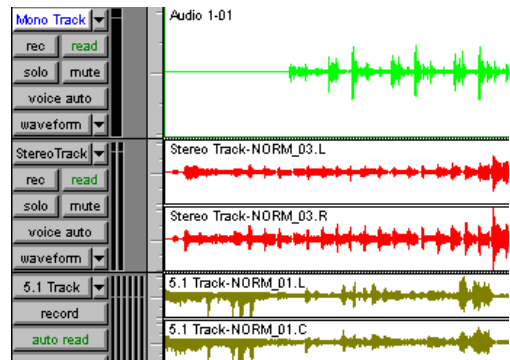 Mono Track
Audio 1-01
rec read
solo mute
voice auto
waveform
StereoTrack
Stereo Track-NORM_03.L
rec read
solo mute
Stereo Track-NORM_03.R
voice auto
waveform
5.1 Track
5.1 Track-NORM_01.L
record
5.1 Track-NORM_01.C
auto read